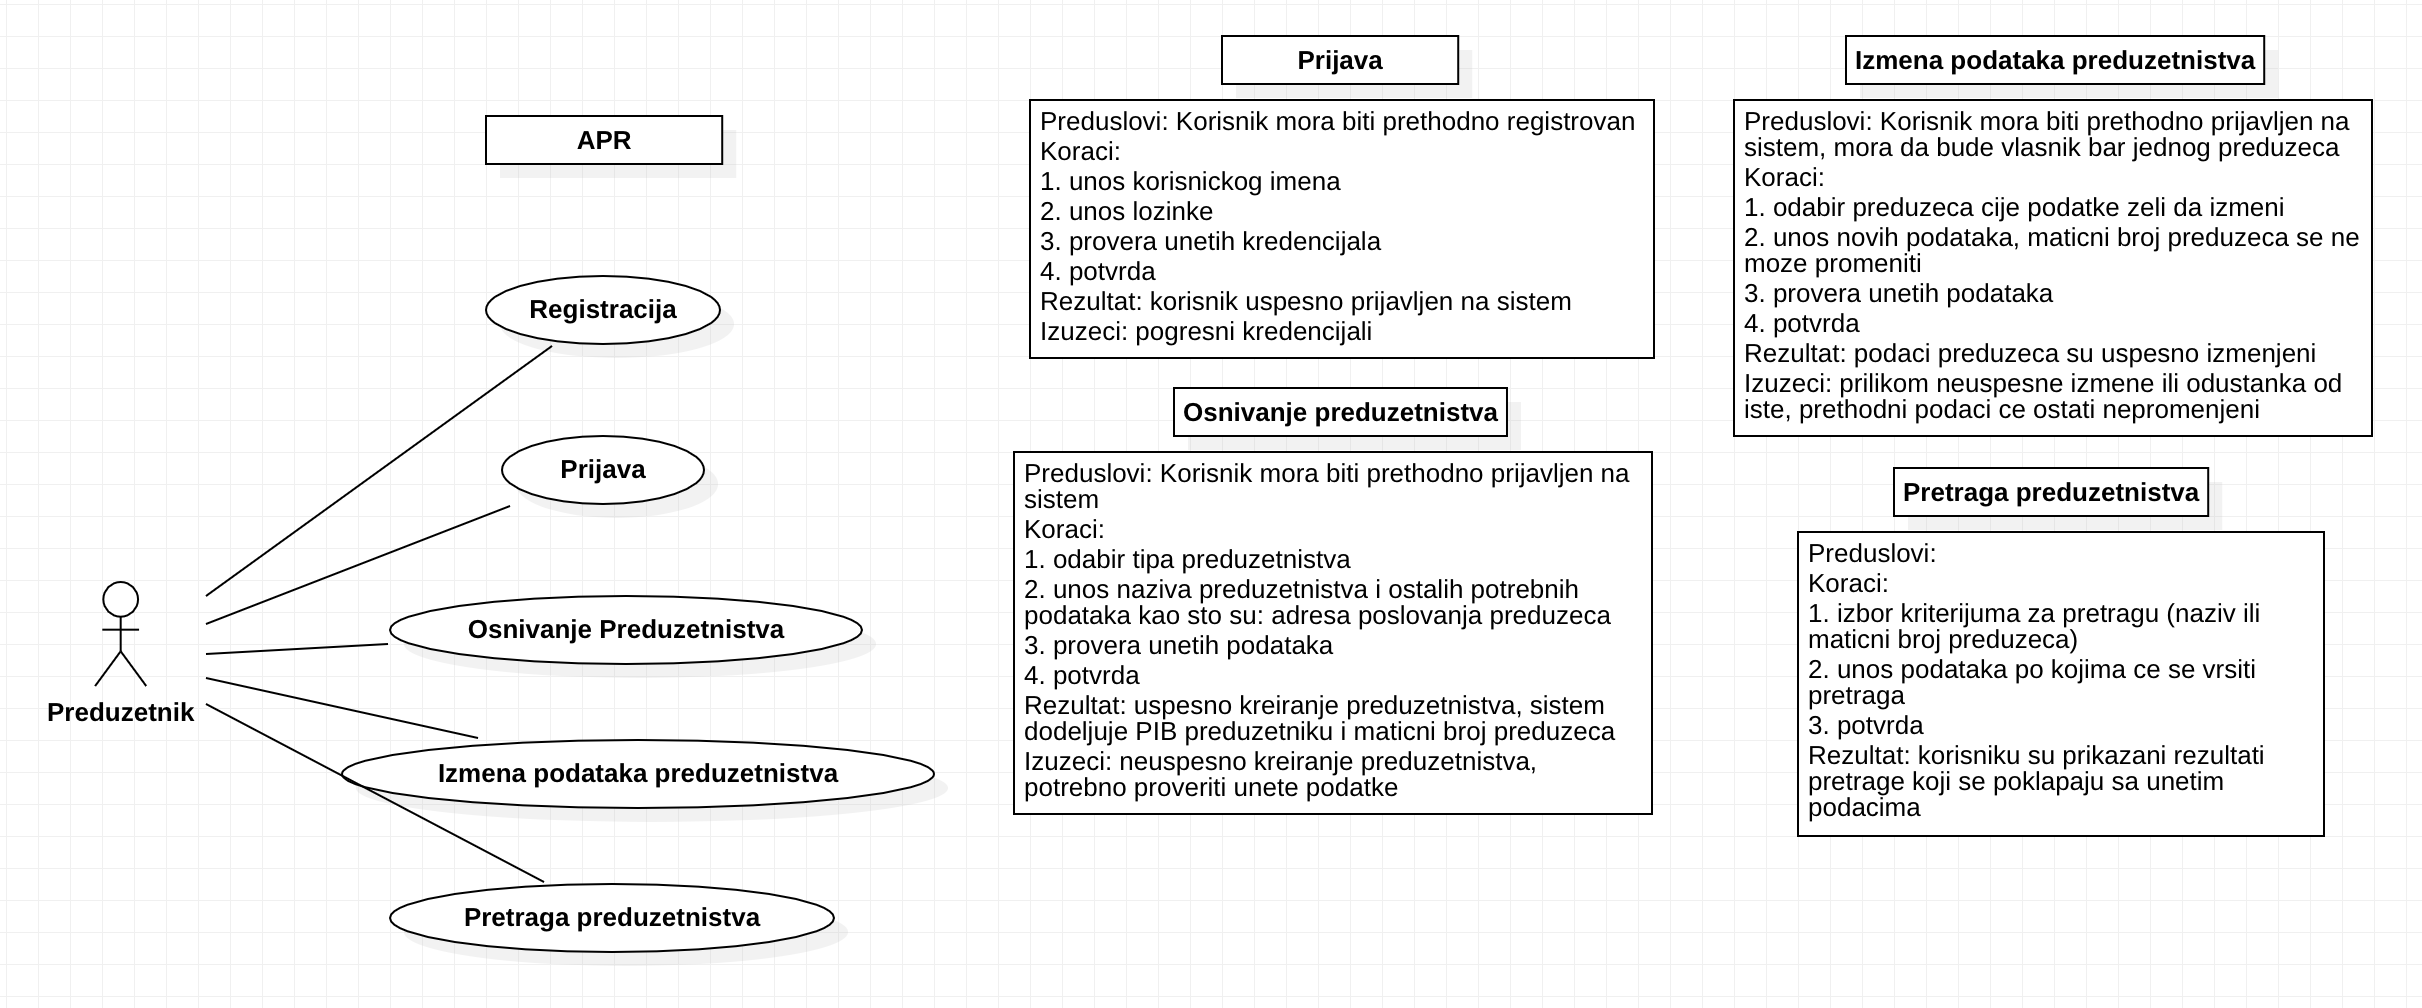 APR
Registracija
Prijava
Osnivanje Preduzetnistva
Izmena podataka preduzetnistva
Pretraga preduzetnistva
Preduzetnik
Prijava
Preduslovi: Korisnik mora biti prethodno registrovan
Koraci:
1. unos korisnickog imena
2. unos lozinke
3. provera unetih kredencijala
4. potvrda
Rezultat: korisnik uspesno prijavljen na sistem
Izuzeci: pogresni kredencijali
Osnivanje preduzetnistva
Preduslovi: Korisnik mora biti prethodno prijavljen na
sistem
Koraci:
1. odabir tipa preduzetnistva
2. unos naziva preduzetnistva i ostalih potrebnih
podataka kao sto su: adresa poslovanja preduzeca
3. provera unetih podataka
4. potvrda
Rezultat: uspesno kreiranje preduzetnistva, sistem
dodeljuje PIB preduzetniku i maticni broj preduzeca
Izuzeci: neuspesno kreiranje preduzetnistva,
potrebno proveriti unete podatke
Izmena podataka preduzetnistva
Preduslovi: Korisnik mora biti prethodno prijavljen na
sistem, mora da bude vlasnik bar jednog preduzeca
Koraci:
1. odabir preduzeca cije podatke zeli da izmeni
2. unos novih podataka, maticni broj preduzeca se ne
moze promeniti
3. provera unetih podataka
4. potvrda
Rezultat: podaci preduzeca su uspesno izmenjeni
Izuzeci: prilikom neuspesne izmene ili odustanka od
iste, prethodni podaci ce ostati nepromenjeni
Pretraga preduzetnistva
Preduslovi:
Koraci:
1. izbor kriterijuma za pretragu (naziv ili
maticni broj preduzeca)
2. unos podataka po kojima ce se vrsiti
pretraga
3. potvrda
Rezultat: korisniku su prikazani rezultati
pretrage koji se poklapaju sa unetim
podacima